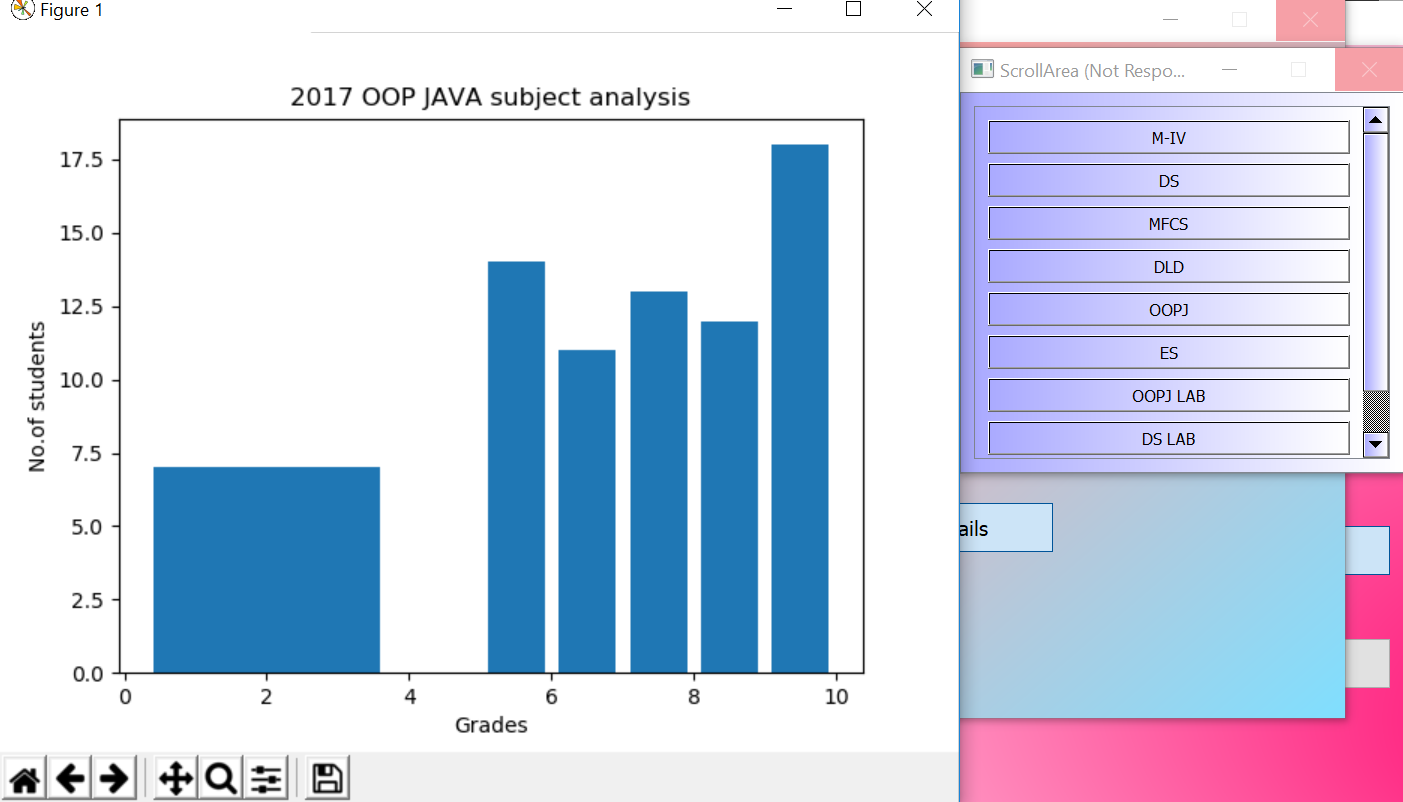 Figure 1
2017 OOP JAVA subject analysis
17.5
15.0
12.5
10.0
7.5
5.0
2.5
0.0
No.of students
0 2 4 6 8 10
Grades
ScrollArea (Not Respo...
M-IV
DS
MFCS
DLD
OOPJ
ES
OOPJ LAB
DS LAB
ails